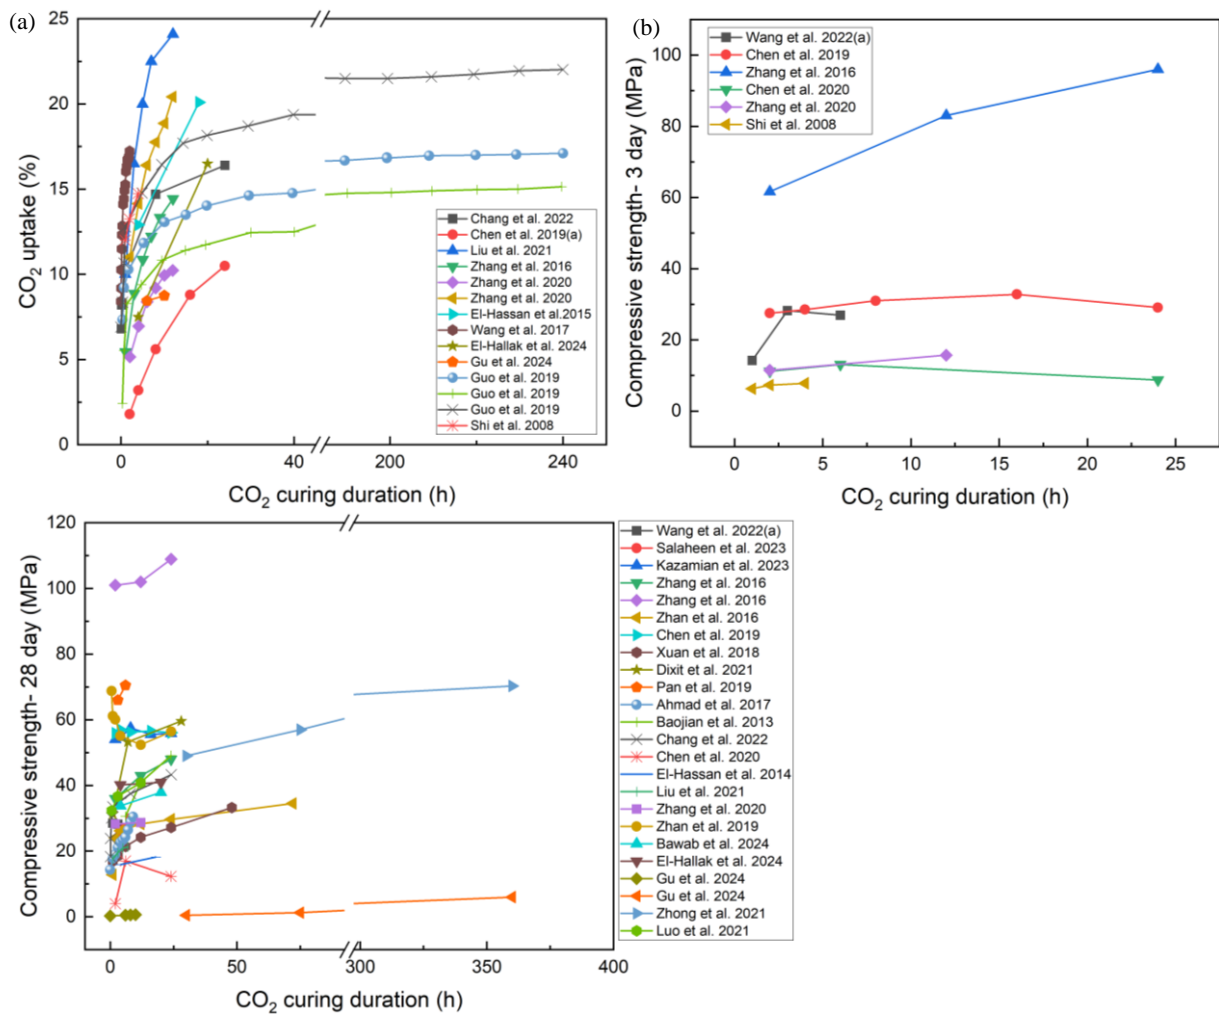 (a)
CO2 uptake (%)
25
20
15
10
5
0
0
40
200
240
CO2 curing duration (h)
Chang et al. 2022
Chen et al. 2019(a)
Liu et al. 2021
Zhang et al. 2016
Zhang et al. 2020
Zhang et al. 2020
El-Hassan et al.2015
Wang et al. 2017
El-Hallak et al. 2024
Gu et al. 2024
Guo et al. 2019
Guo et al. 2019
Guo et al. 2019
Shi et al. 2008
(b)
Compressive strength- 3 day (MPa)
100
80
60
40
20
0
0
5
10
15
20
25
CO2 curing duration (h)
Wang et al. 2022(a)
Chen et al. 2019
Zhang et al. 2016
Chen et al. 2020
Zhang et al. 2020
Shi et al. 2008
Compressive strength- 28 day (MPa)
120
100
80
60
40
20
0
0
50
300
350
400
CO2 curing duration (h)
Wang et al. 2022(a)
Salaheen et al. 2023
Kazamian et al. 2023
Zhang et al. 2016
Zhang et al. 2016
Zhan et al. 2016
Chen et al. 2019
Xuan et al. 2018
Dixit et al. 2021
Pan et al. 2019
Ahmad et al. 2017
Baojian et al. 2013
Chang et al. 2022
Chen et al. 2020
El-Hassan et al. 2014
Liu et al. 2021
Zhang et al. 2020
Zhan et al. 2019
Bawab et al. 2024
El-Hallak et al. 2024
Gu et al. 2024
Gu et al. 2024
Zhong et al. 2021
Luo et al. 2021